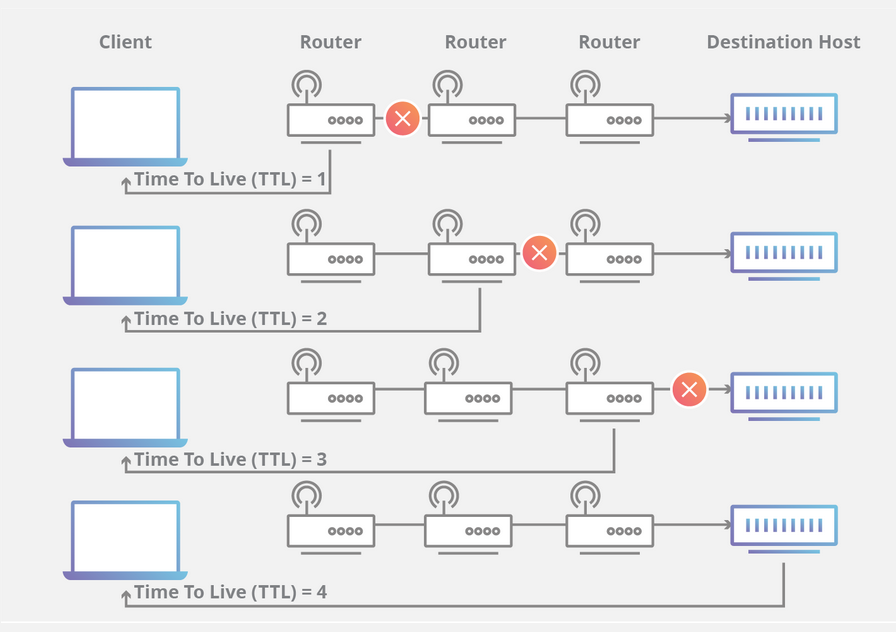 Client Router Router Router Destination Host
Time To Live (TTL) = 1
Time To Live (TTL) = 2
Time To Live (TTL) = 3
Time To Live (TTL) = 4